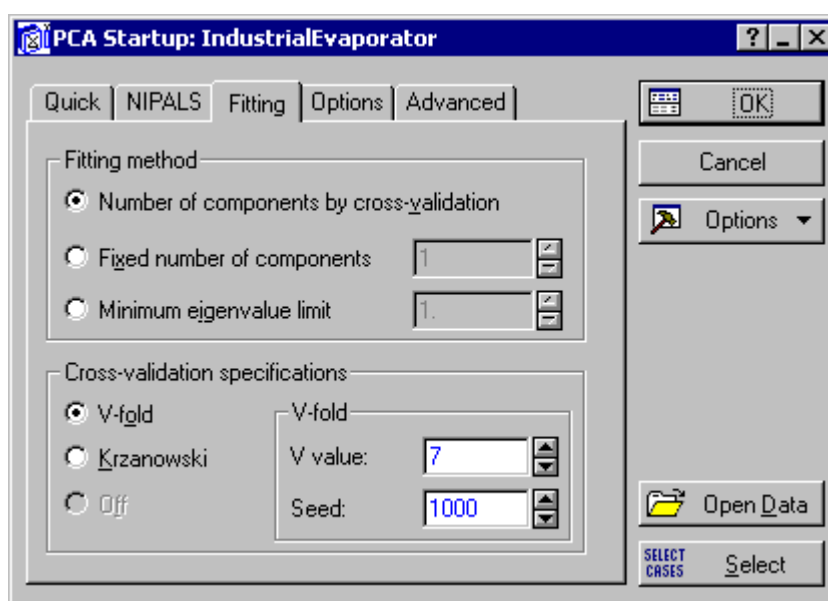 PCA Startup: IndustrialEvaporator
Quick NIPALS Fitting Options Advanced
OK
Cancel
Options
Fitting method
Number of components by cross-validation
Fixed number of components 1
Minimum eigenvalue limit 1.
Cross-validation specifications
V-fold
Krzanowski
Off
V-fold
V value: 7
Seed: 1000
Open Data
SELECT CASES Select